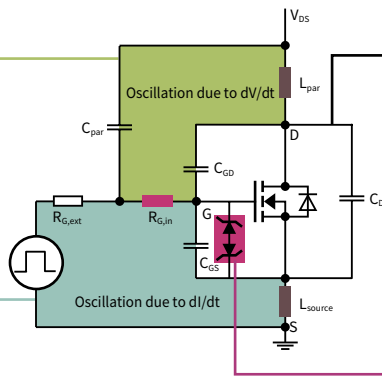 V_DS
Oscillation due to dV/dt
L_par
C_par
D
C_GD
R_G,ext
R_G,in
G
C_GS
Oscillation due to dI/dt
L_source
S